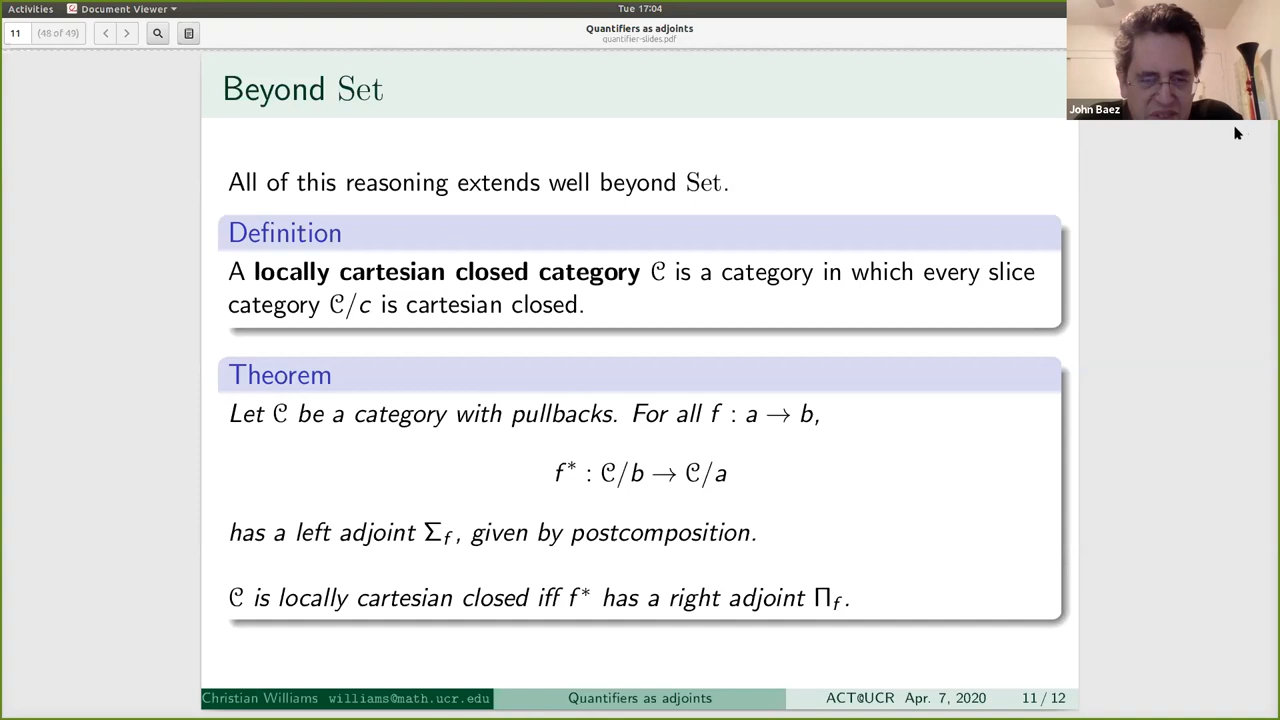 Activities Document Viewer Tue 17:04
11 (48 of 49) Quantifiers as adjoints
quantifier-slides.pdf
John Baez
Beyond Set
All of this reasoning extends well beyond Set.
Definition
A locally cartesian closed category 𝒞 is a category in which every slice
category 𝒞/c is cartesian closed.
Theorem
Let 𝒞 be a category with pullbacks. For all f : a → b,
f* : 𝒞/b → 𝒞/a
has a left adjoint Σ_f, given by postcomposition.
𝒞 is locally cartesian closed iff f* has a right adjoint Π_f.
Christian Williams williams@math.ucr.edu Quantifiers as adjoints ACT@UCR Apr. 7, 2020 11 / 12